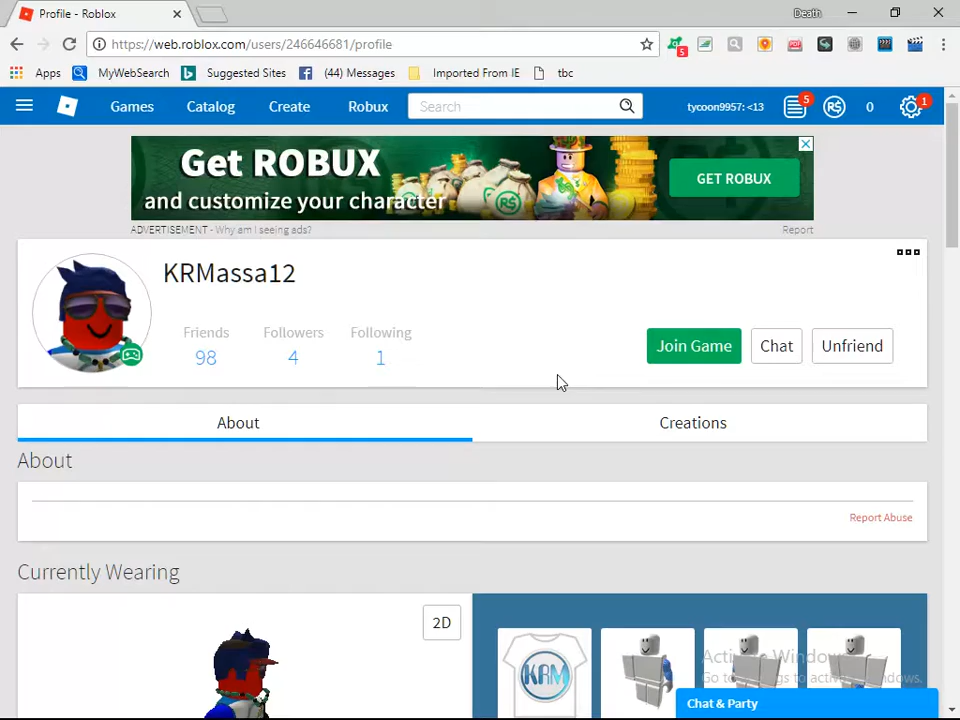 Profile - Roblox
Death
https://web.roblox.com/users/246646681/profile
5
Apps MyWebSearch Suggested Sites (44) Messages Imported From IE tbc
Games Catalog Create Robux Search tycoon9957: <13 5 R$ 0 1
Get ROBUX
and customize your character
GET ROBUX
ADVERTISEMENT - Why am I seeing ads? Report
KRMassa12
Friends Followers Following
98 4 1
Join Game Chat Unfriend
About Creations
About
Report Abuse
Currently Wearing
2D
KRM
Chat & Party